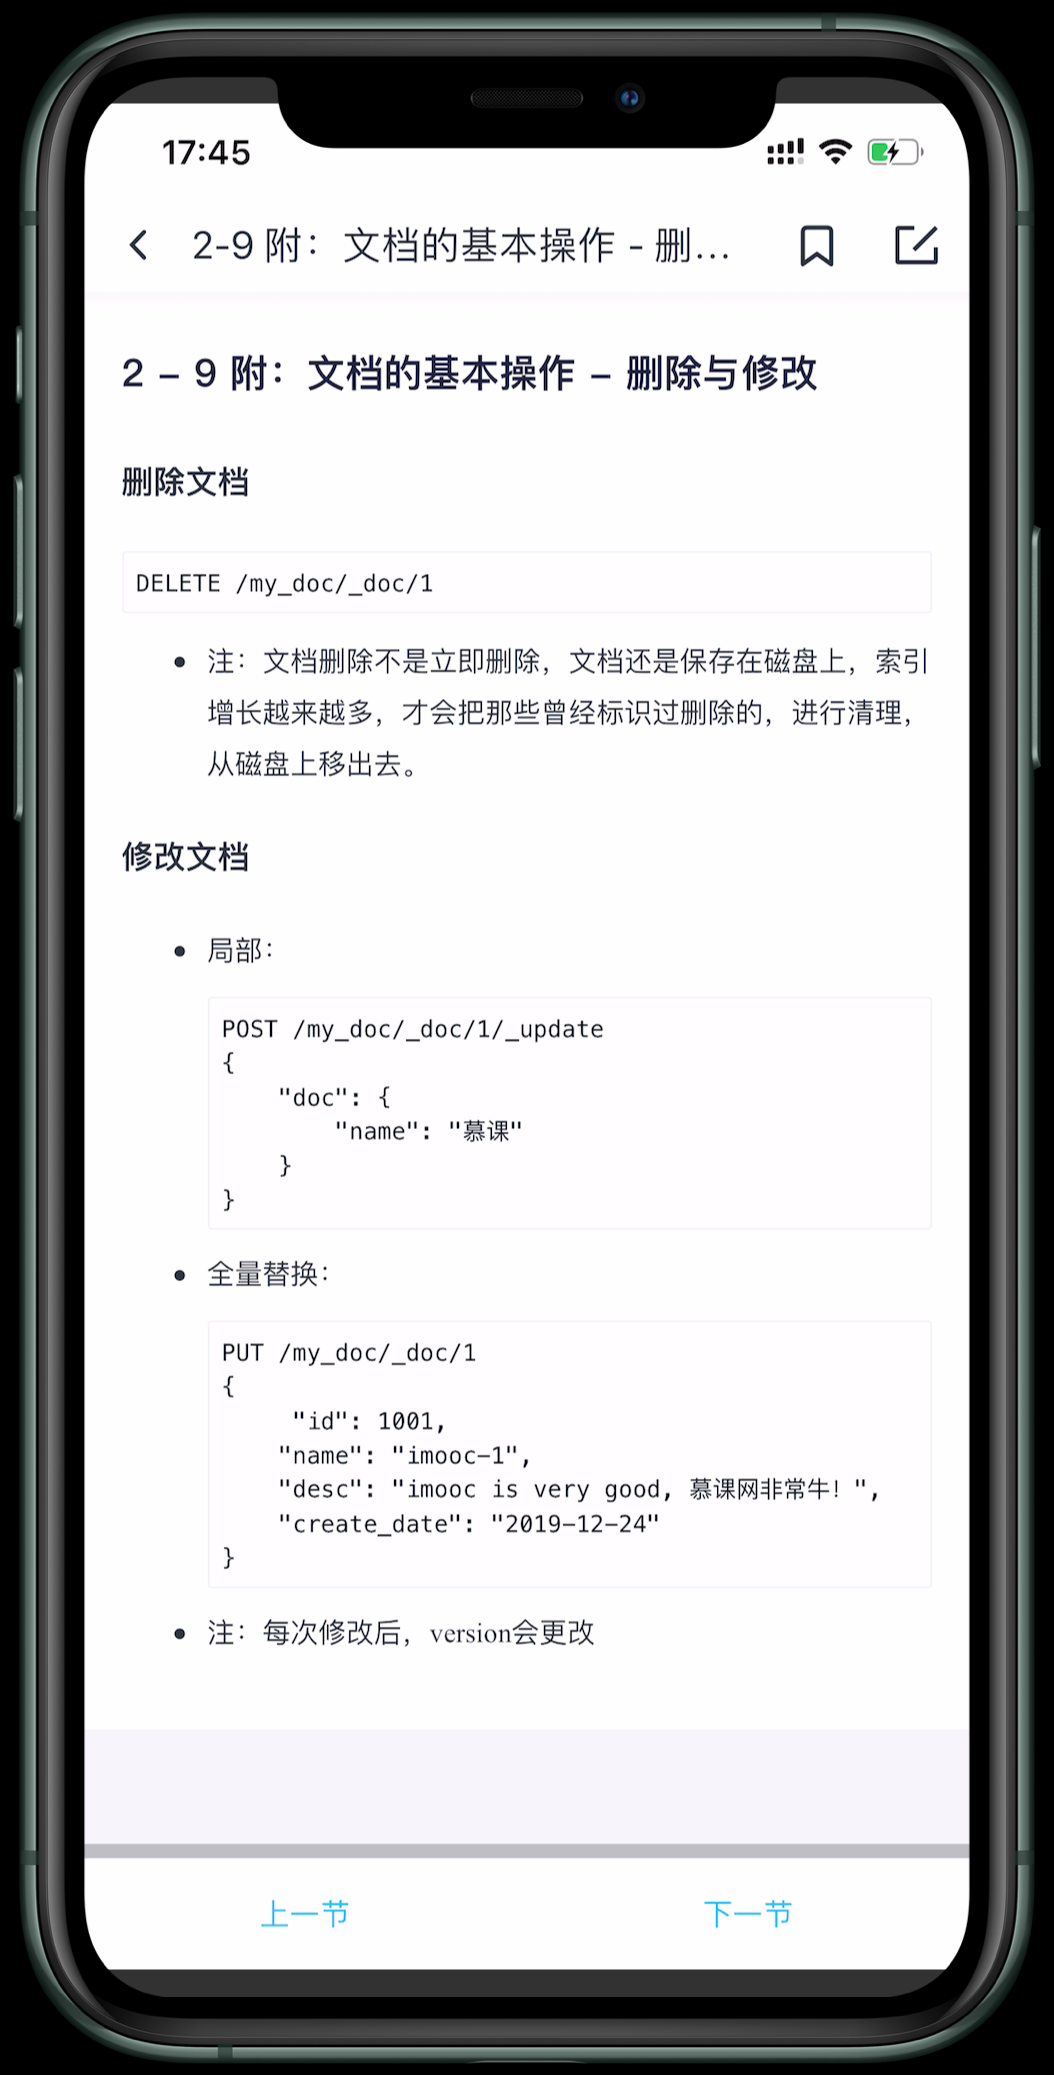 17:45
2-9 附：文档的基本操作 - 删...
2 – 9 附：文档的基本操作 – 删除与修改
删除文档
DELETE /my_doc/_doc/1
• 注：文档删除不是立即删除，文档还是保存在磁盘上，索引
增长越来越多，才会把那些曾经标识过删除的，进行清理，
从磁盘上移出去。
修改文档
• 局部：
POST /my_doc/_doc/1/_update
{
    "doc": {
        "name": "慕课"
    }
}
• 全量替换：
PUT /my_doc/_doc/1
{
     "id": 1001,
    "name": "imooc-1",
    "desc": "imooc is very good, 慕课网非常牛！",
    "create_date": "2019-12-24"
}
• 注：每次修改后，version会更改
上一节
下一节